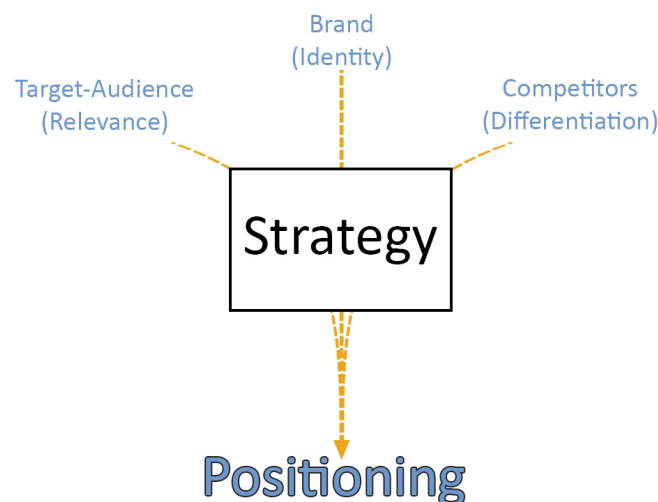 Brand
(Identity)
Target-Audience
(Relevance)
Competitors
(Differentiation)
Strategy
Positioning